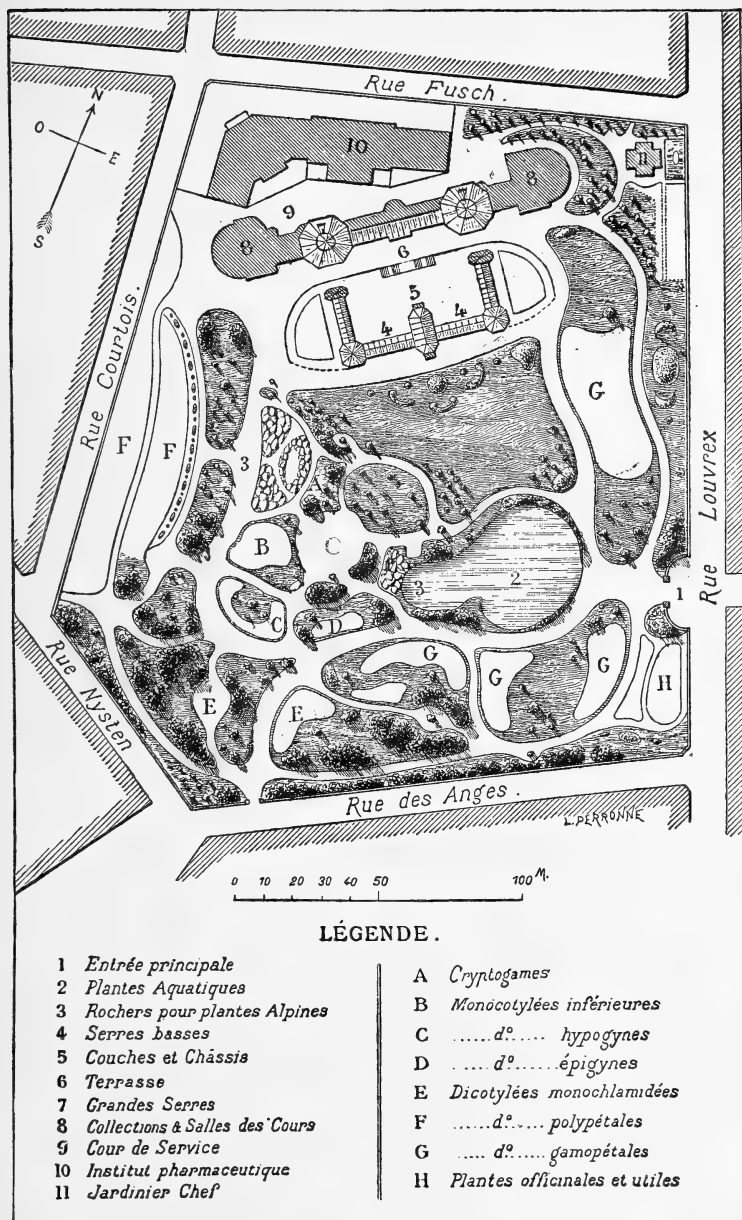 Rue Fusch.
N
O
E
S
10
11
8
7
9
7
8
6
5
4
4
Rue Courtois.
G
Rue Louvrex
F
F
3
B
C
3
2
1
C
D
G
G
G
H
Rue Nysten
E
E
Rue des Anges.
L. PERRONNE
0 10 20 30 40 50 100 M.
LÉGENDE.
1 Entrée principale
2 Plantes Aquatiques
3 Rochers pour plantes Alpines
4 Serres basses
5 Couches et Châssis
6 Terrasse
7 Grandes Serres
8 Collections & Salles des Cours
9 Cour de Service
10 Institut pharmaceutique
11 Jardinier Chef
A Cryptogames
B Monocotylées inférieures
C ......d°...... hypogynes
D ......d°...... épigynes
E Dicotylées monochlamidées
F ......d°...... polypétales
G ..... d°....... gamopétales
H Plantes officinales et utiles